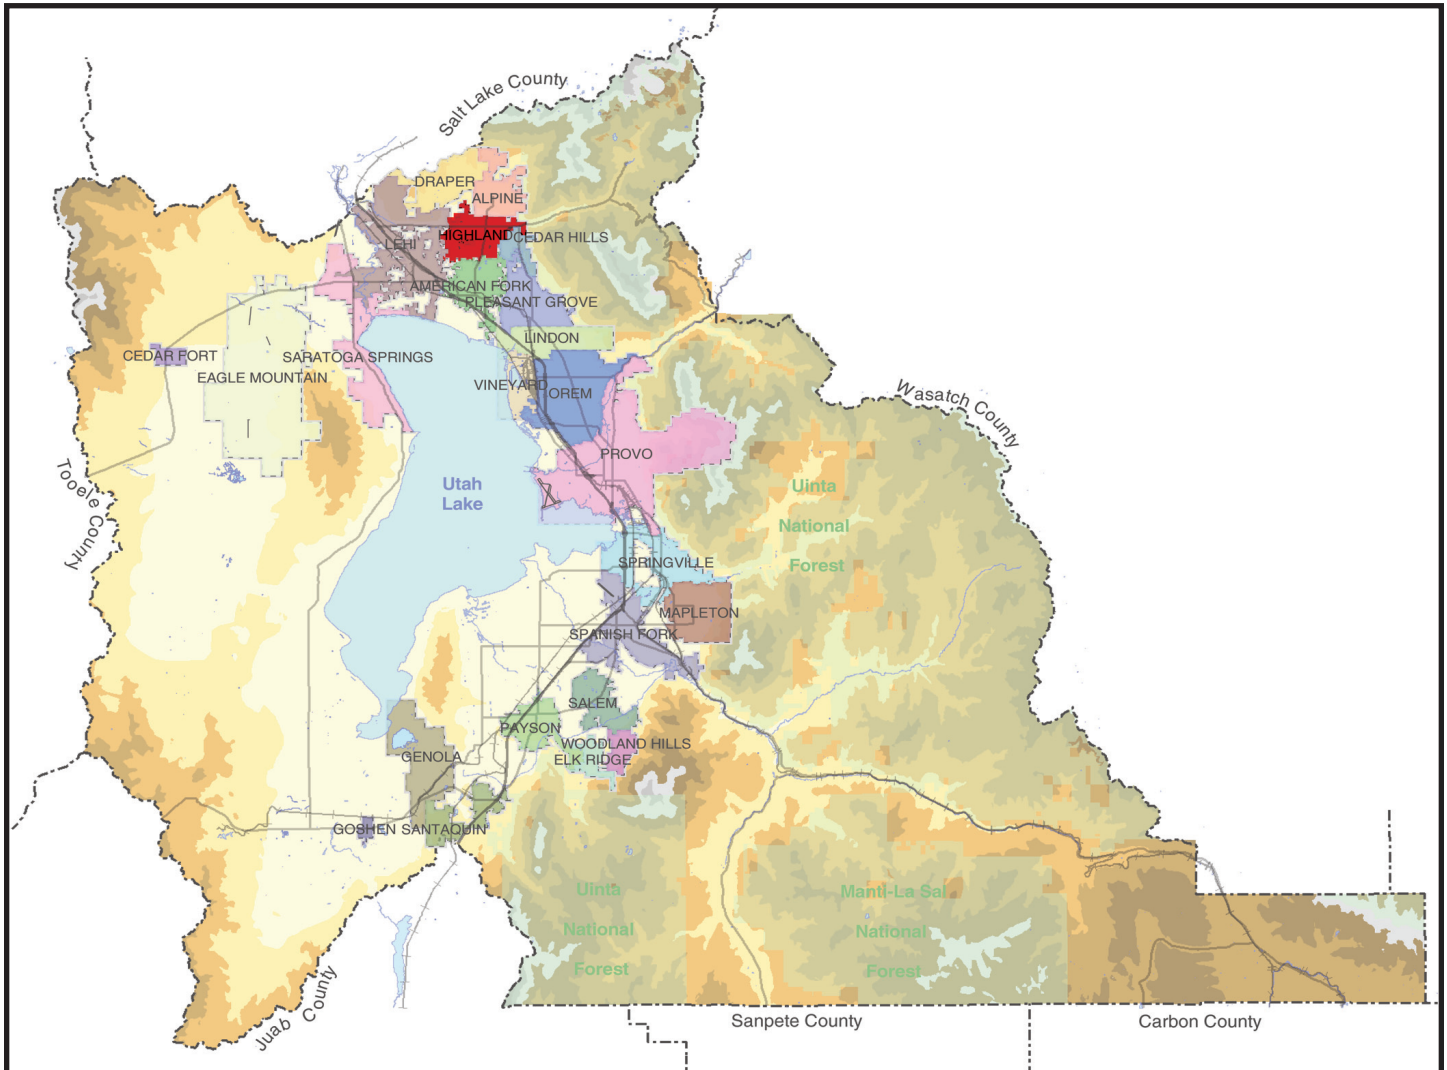 Salt Lake County
DRAPER
ALPINE
HIGHLAND
CEDAR HILLS
LEHI
AMERICAN FORK
PLEASANT GROVE
LINDON
CEDAR FORT
SARATOGA SPRINGS
EAGLE MOUNTAIN
VINEYARD
OREM
Wasatch County
PROVO
Tooele County
Utah
Lake
Uinta
National
Forest
SPRINGVILLE
MAPLETON
SPANISH FORK
SALEM
PAYSON
WOODLAND HILLS
ELK RIDGE
GENOLA
GOSHEN
SANTAQUIN
Uinta
National
Forest
Manti-La Sal
National
Forest
Juab County
Sanpete County
Carbon County